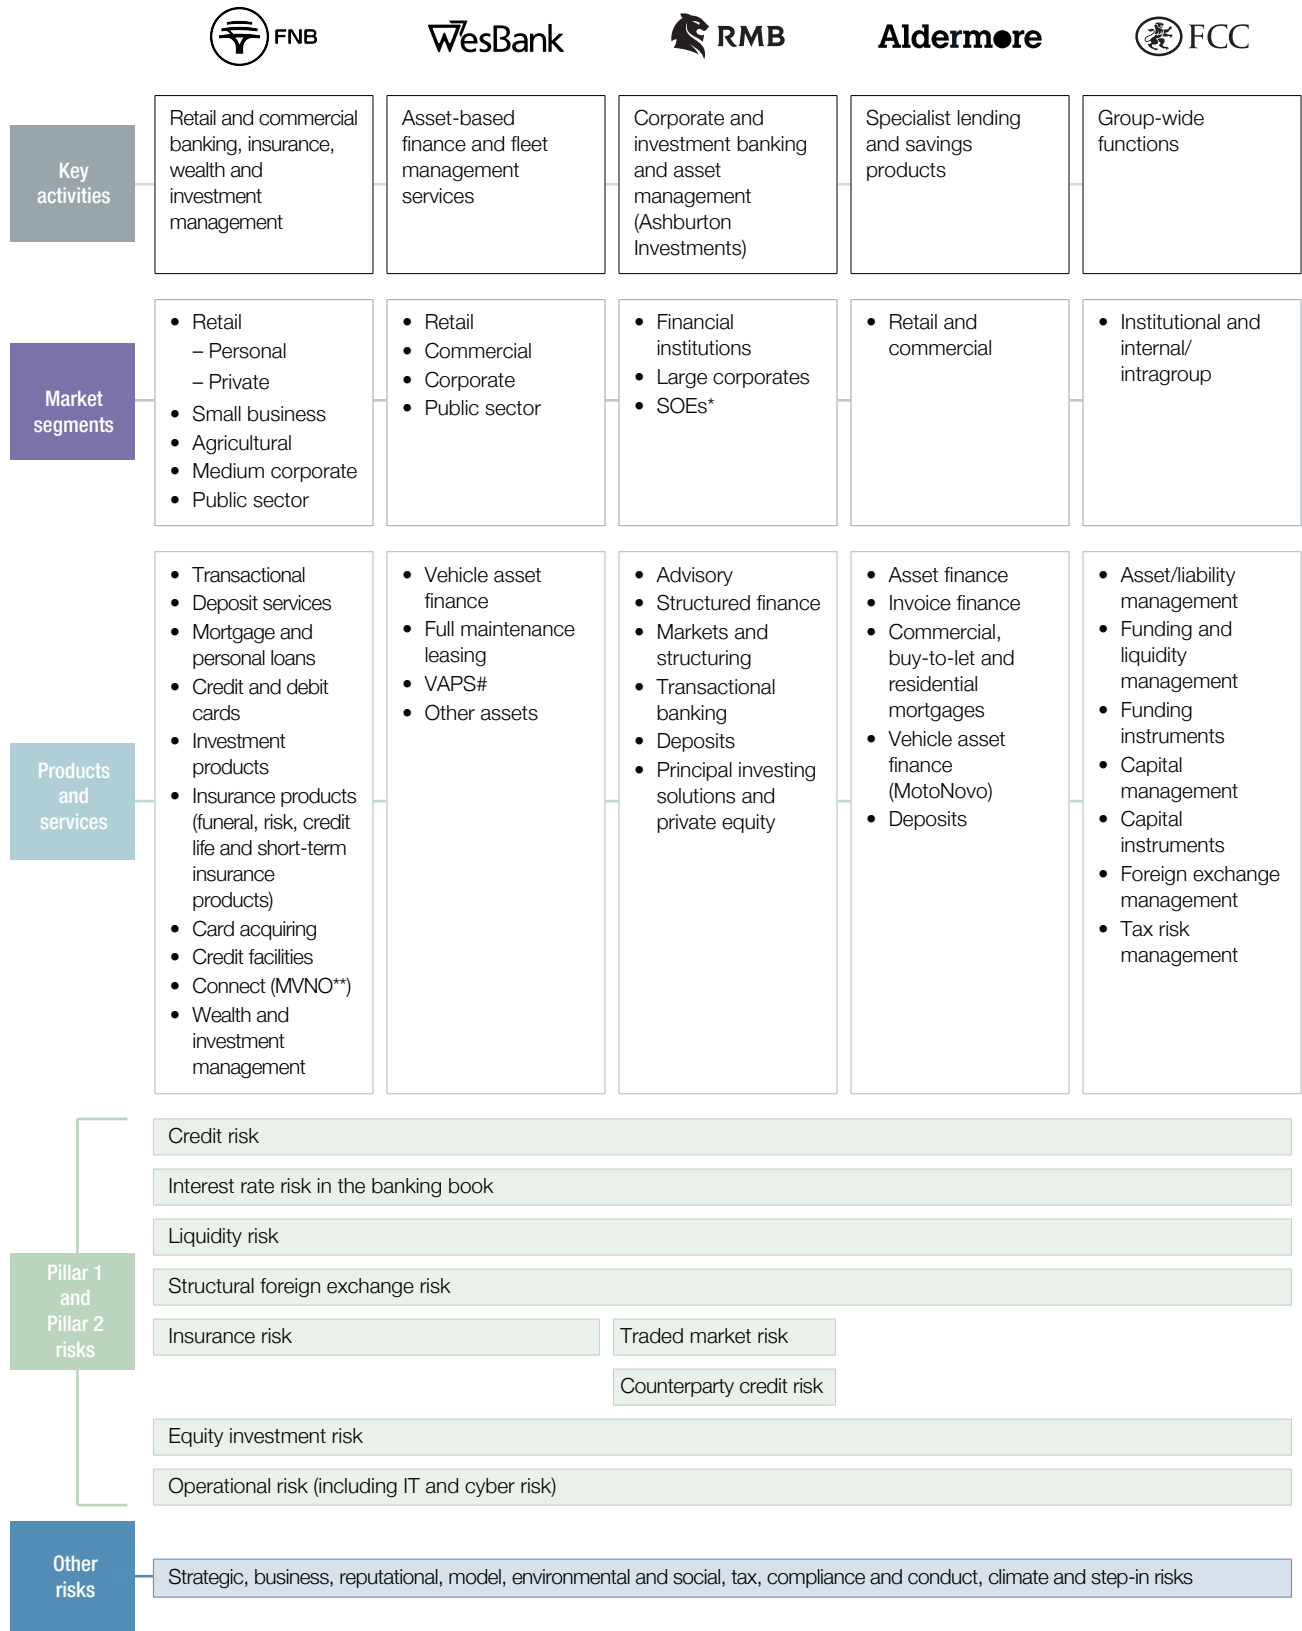 FNB
WesBank
RMB
Aldermore
FCC
Key
activities
Retail and commercial
banking, insurance,
wealth and
investment
management
Asset-based
finance and fleet
management
services
Corporate and
investment banking
and asset
management
(Ashburton
Investments)
Specialist lending
and savings
products
Group-wide
functions
Market
segments
• Retail
– Personal
– Private
• Small business
• Agricultural
• Medium corporate
• Public sector
• Retail
• Commercial
• Corporate
• Public sector
• Financial
institutions
• Large corporates
• SOEs*
• Retail and
commercial
• Institutional and
internal/
intragroup
Products
and
services
• Transactional
• Deposit services
• Mortgage and
personal loans
• Credit and debit
cards
• Investment
products
• Insurance products
(funeral, risk, credit
life and short-term
insurance
products)
• Card acquiring
• Credit facilities
• Connect (MVNO**)
• Wealth and
investment
management
• Vehicle asset
finance
• Full maintenance
leasing
• VAPS#
• Other assets
• Advisory
• Structured finance
• Markets and
structuring
• Transactional
banking
• Deposits
• Principal investing
solutions and
private equity
• Asset finance
• Invoice finance
• Commercial,
buy-to-let and
residential
mortgages
• Vehicle asset
finance
(MotoNovo)
• Deposits
• Asset/liability
management
• Funding and
liquidity
management
• Funding
instruments
• Capital
management
• Capital
instruments
• Foreign exchange
management
• Tax risk
management
Pillar 1
and
Pillar 2
risks
Credit risk
Interest rate risk in the banking book
Liquidity risk
Structural foreign exchange risk
Insurance risk
Traded market risk
Counterparty credit risk
Equity investment risk
Operational risk (including IT and cyber risk)
Other
risks
Strategic, business, reputational, model, environmental and social, tax, compliance and conduct, climate and step-in risks